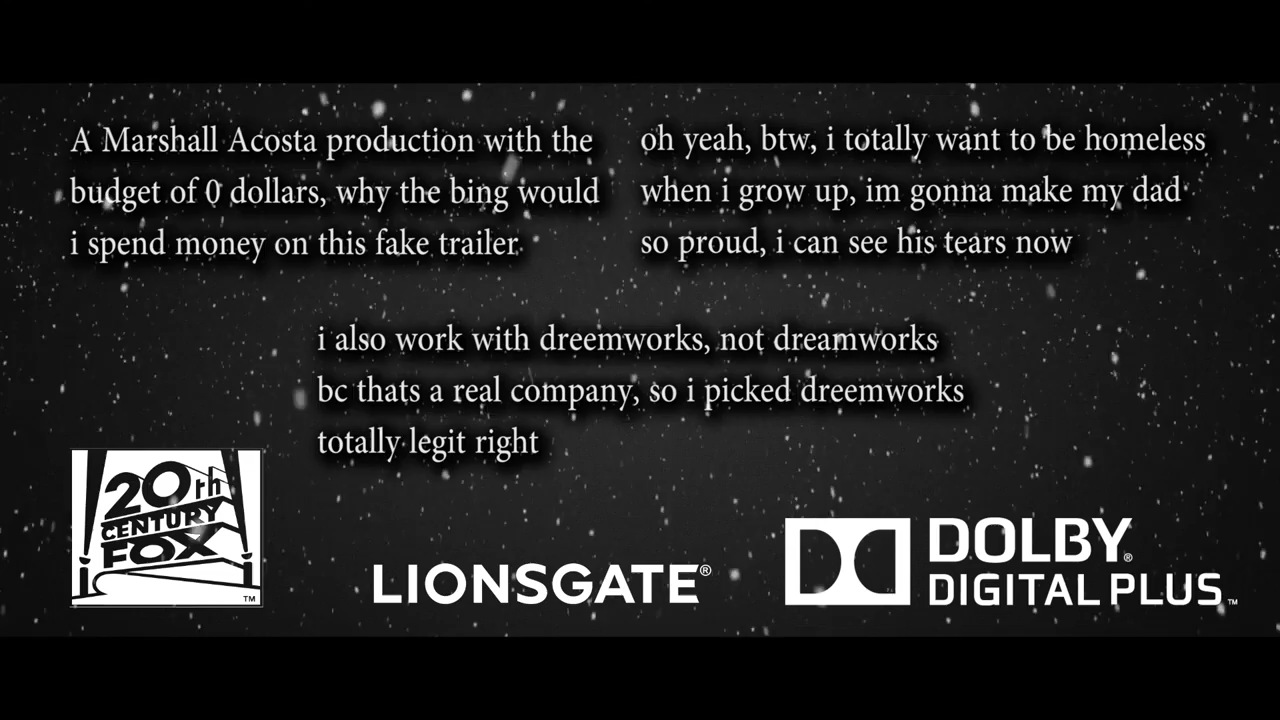 A Marshall Acosta production with the
budget of 0 dollars, why the bing would
i spend money on this fake trailer
oh yeah, btw, i totally want to be homeless
when i grow up, im gonna make my dad
so proud, i can see his tears now
i also work with dreemworks, not dreamworks
bc thats a real company, so i picked dreemworks
totally legit right
20th
CENTURY
FOX
™
LIONSGATE®
DOLBY®
DIGITAL PLUS™